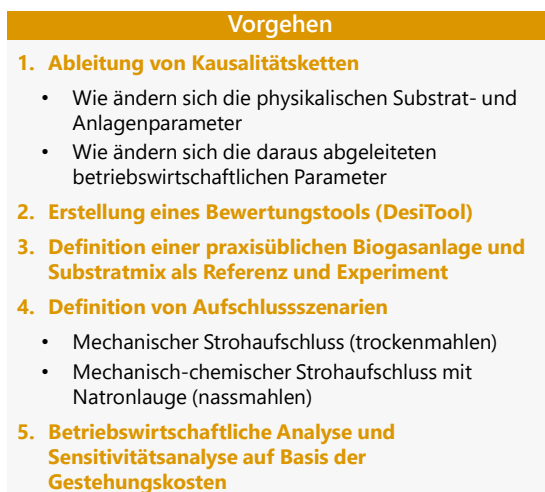 Vorgehen
1. Ableitung von Kausalitätsketten
• Wie ändern sich die physikalischen Substrat- und
Anlagenparameter
• Wie ändern sich die daraus abgeleiteten
betriebswirtschaftlichen Parameter
2. Erstellung eines Bewertungstools (DesiTool)
3. Definition einer praxisüblichen Biogasanlage und
Substratmix als Referenz und Experiment
4. Definition von Aufschlussszenarien
• Mechanischer Strohaufschluss (trockenmahlen)
• Mechanisch-chemischer Strohaufschluss mit
Natronlauge (nassmahlen)
5. Betriebswirtschaftliche Analyse und
Sensitivitätsanalyse auf Basis der
Gestehungskosten